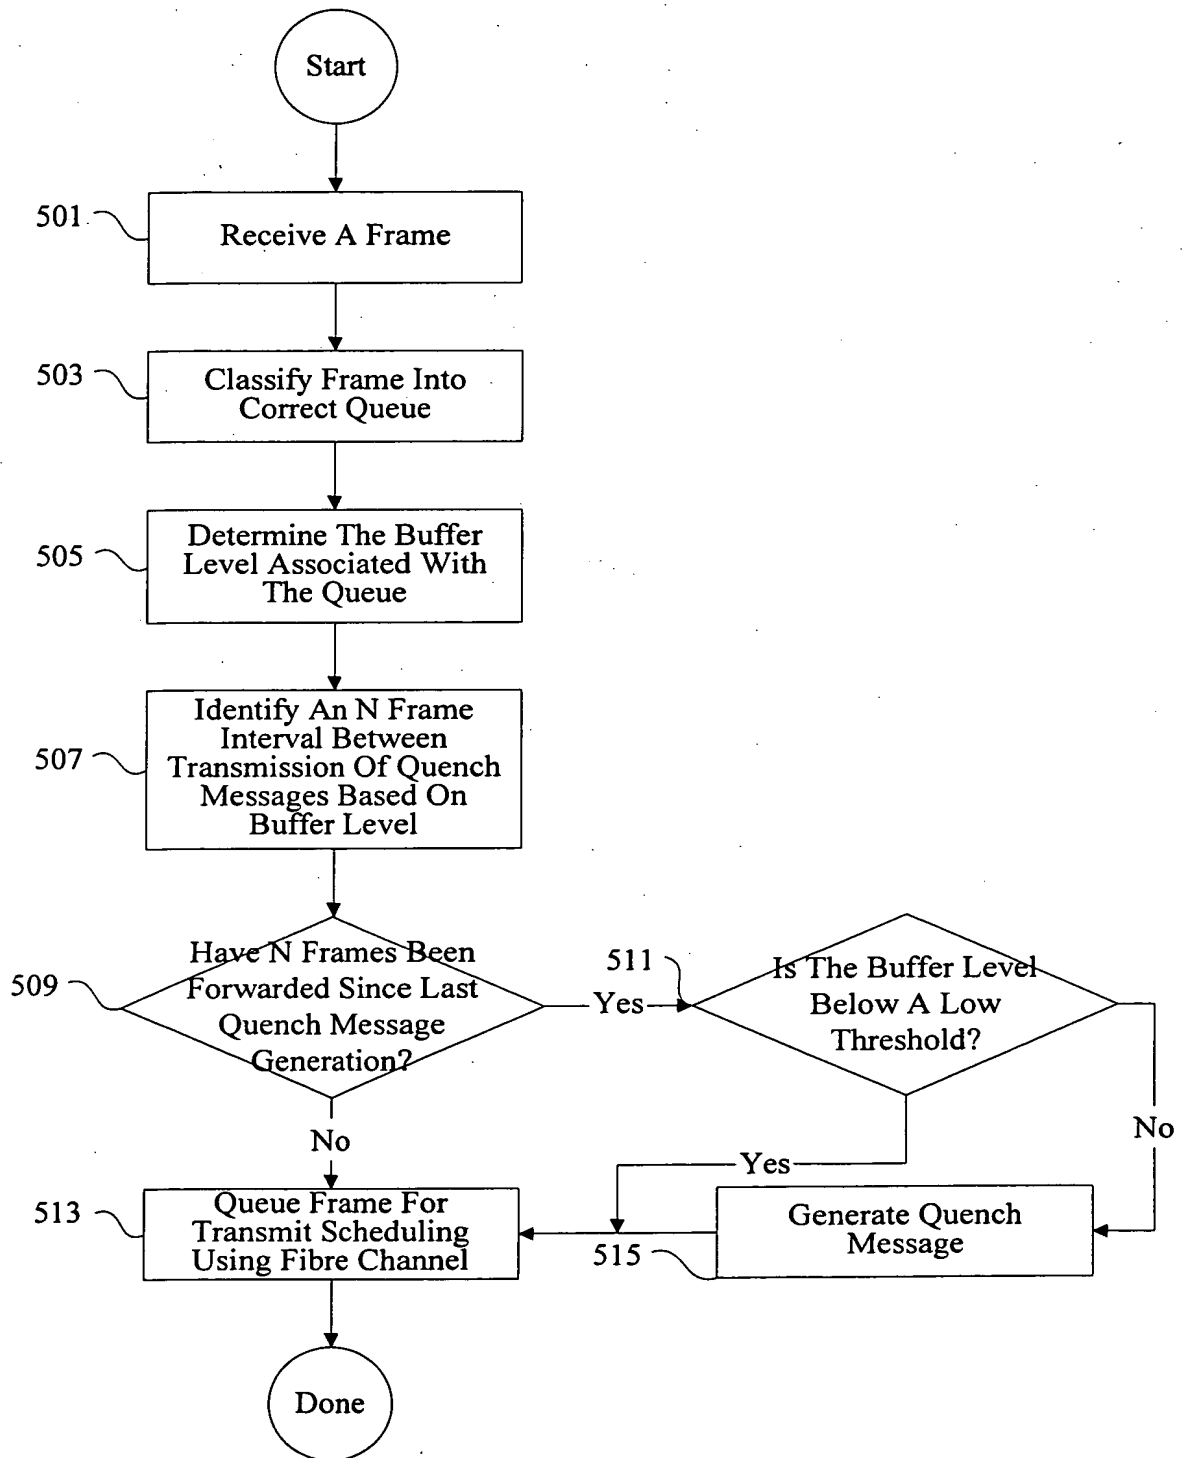 Start
501
Receive A Frame
503
Classify Frame Into
Correct Queue
505
Determine The Buffer
Level Associated With
The Queue
507
Identify An N Frame
Interval Between
Transmission Of Quench
Messages Based On
Buffer Level
509
Have N Frames Been
Forwarded Since Last
Quench Message
Generation?
Yes
511
Is The Buffer Level
Below A Low
Threshold?
No
No
Yes
513
Queue Frame For
Transmit Scheduling
Using Fibre Channel
515
Generate Quench
Message
Done